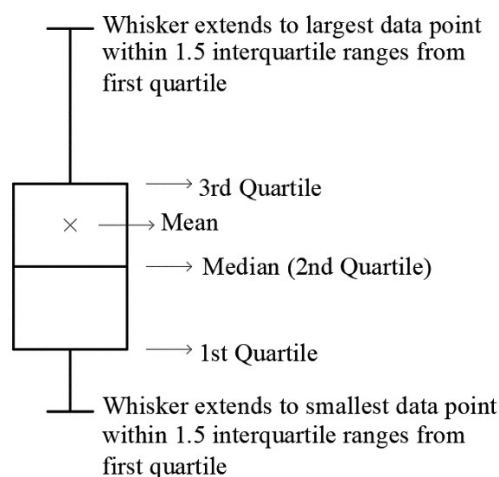 Whisker extends to largest data point
within 1.5 interquartile ranges from
first quartile
3rd Quartile
Mean
Median (2nd Quartile)
1st Quartile
Whisker extends to smallest data point
within 1.5 interquartile ranges from
first quartile